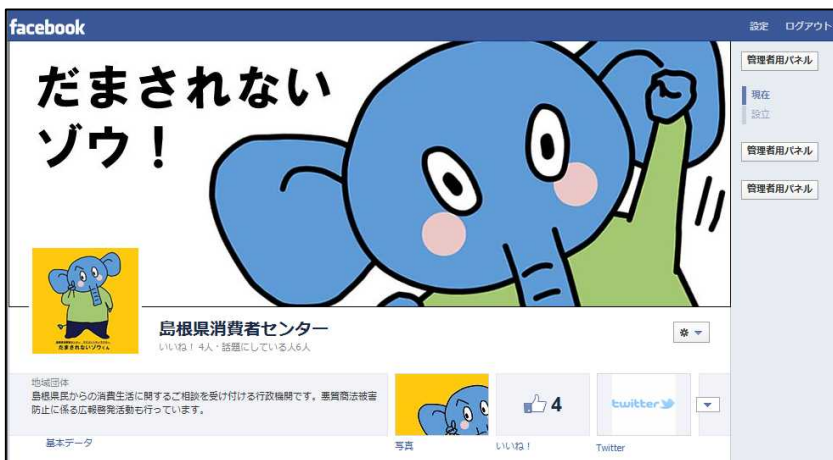 facebook
設定 ログアウト
だまされない
ゾウ！
管理者用パネル
現在
設立
管理者用パネル
管理者用パネル
だまされないゾウくん
島根県消費者センター
いいね！ 4人・話題にしている人6人
地域団体
島根県民からの消費生活に関するご相談を受け付ける行政機関です。悪質商法被害
防止に係る広報啓発活動も行っています。
基本データ
写真
4
いいね！
twitter
Twitter